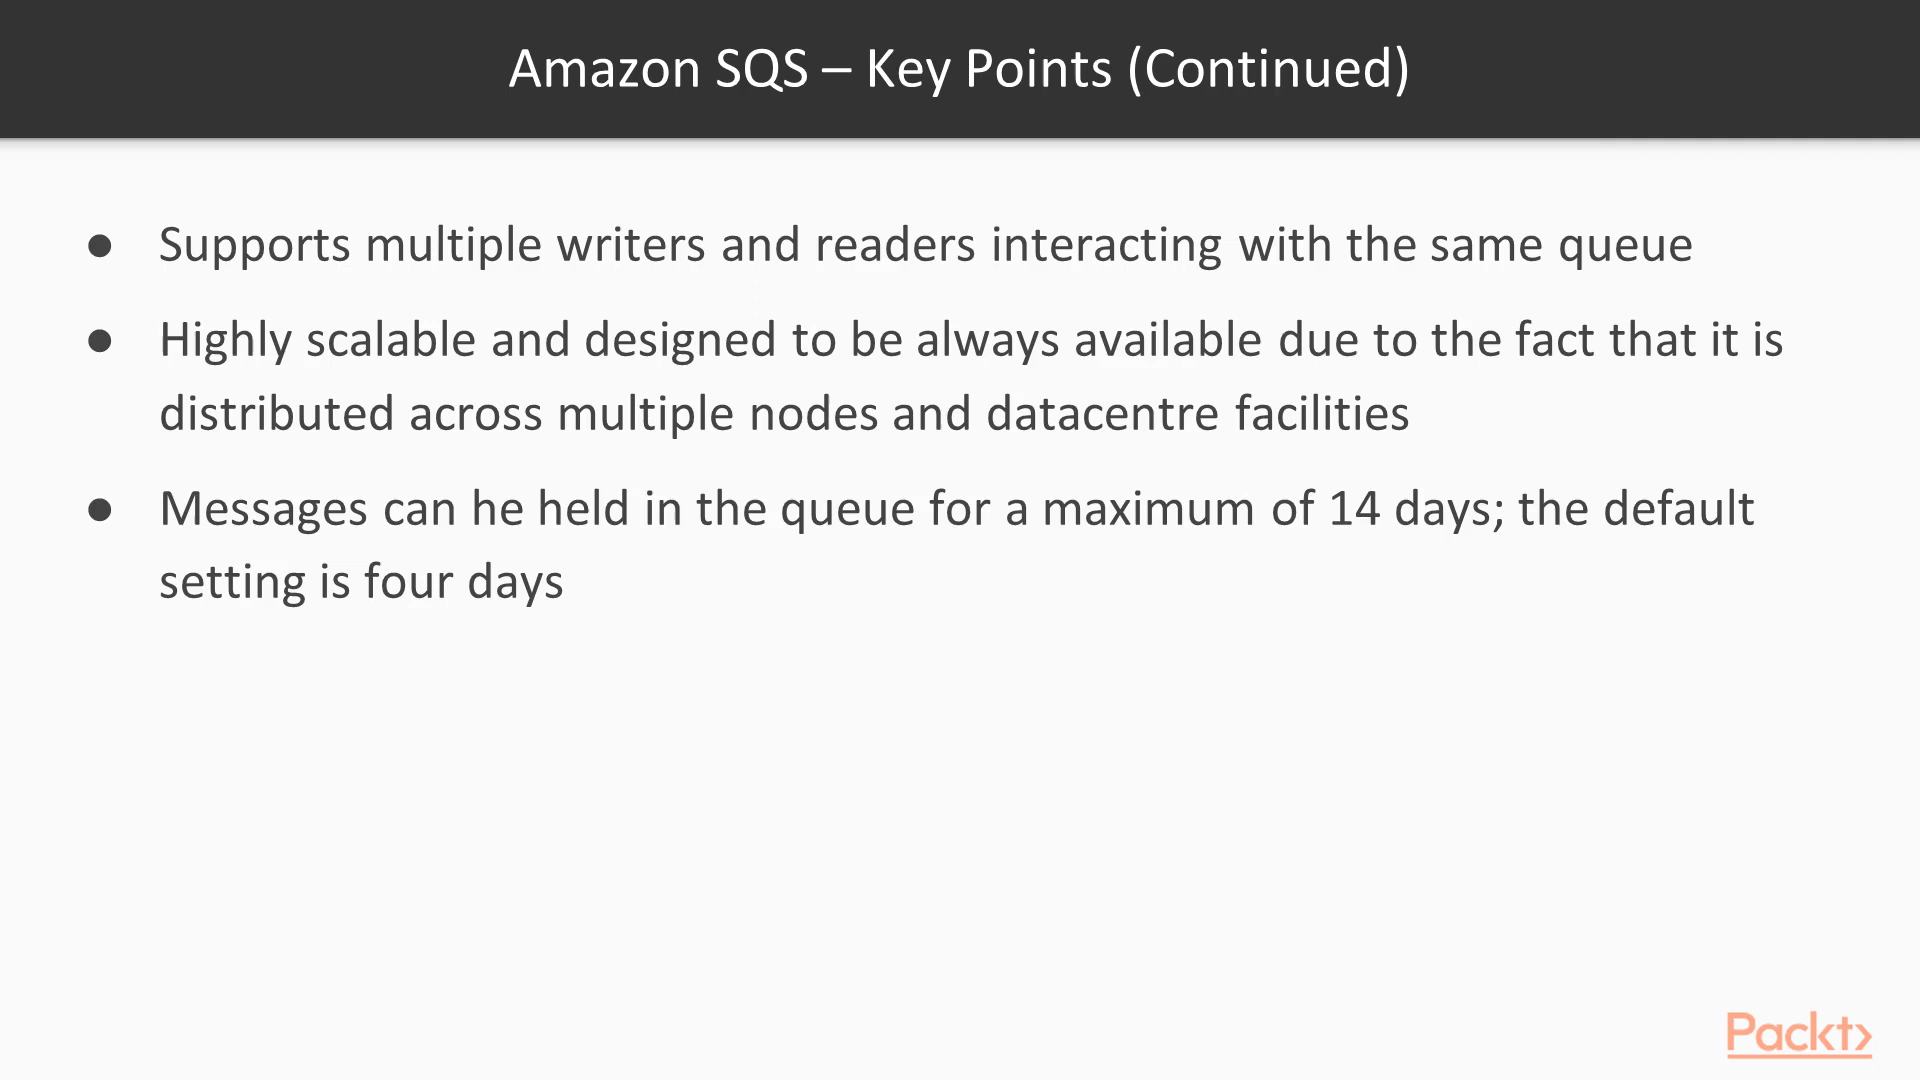 Amazon SQS – Key Points (Continued)
● Supports multiple writers and readers interacting with the same queue
● Highly scalable and designed to be always available due to the fact that it is
distributed across multiple nodes and datacentre facilities
● Messages can he held in the queue for a maximum of 14 days; the default
setting is four days
Packt>